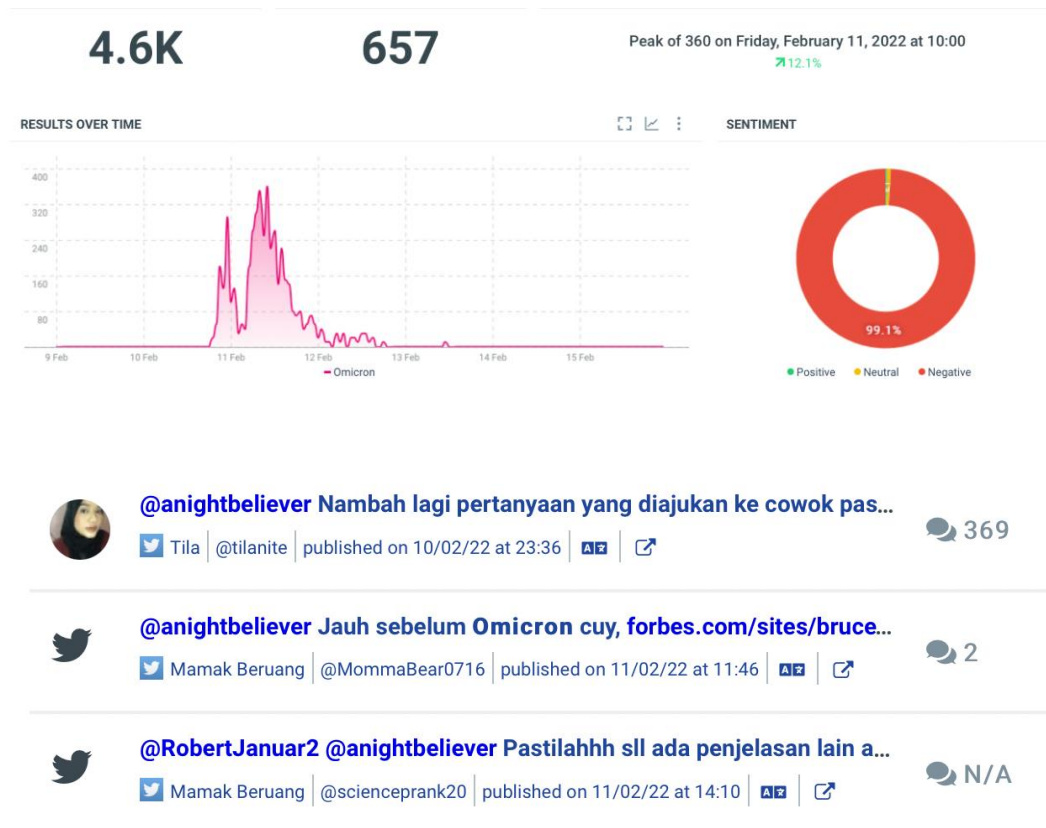 4.6K
657
Peak of 360 on Friday, February 11, 2022 at 10:00
12.1%
RESULTS OVER TIME
SENTIMENT
400
320
240
160
80
9 Feb 10 Feb 11 Feb 12 Feb 13 Feb 14 Feb 15 Feb
Omicron
99.1%
Positive Neutral Negative
@anightbeliever Nambah lagi pertanyaan yang diajukan ke cowok pas...
369
Tila @tilanite published on 10/02/22 at 23:36
@anightbeliever Jauh sebelum Omicron cuy, forbes.com/sites/bruce...
2
Mamak Beruang @MommaBear0716 published on 11/02/22 at 11:46
@RobertJanuar2 @anightbeliever Pastilahhh sll ada penjelasan lain a...
N/A
Mamak Beruang @scienceprank20 published on 11/02/22 at 14:10